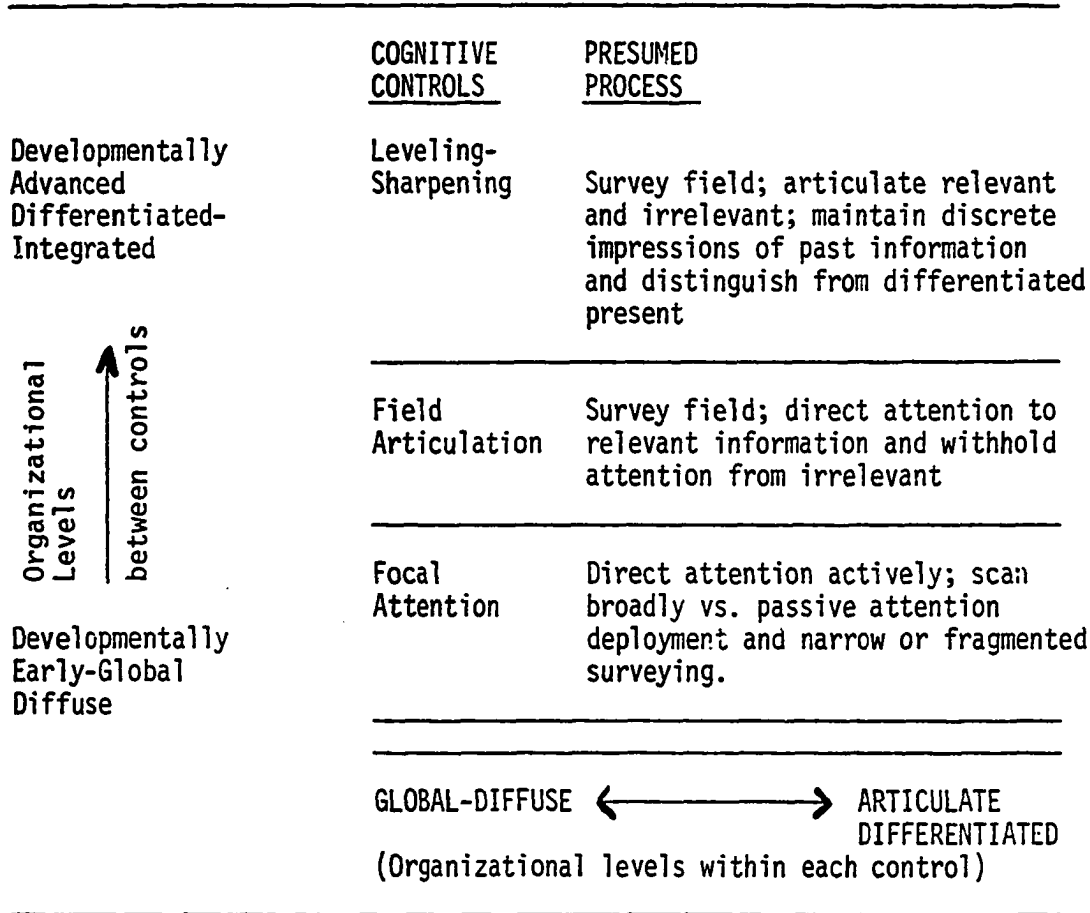 COGNITIVE CONTROLS
PRESUMED PROCESS
Developmentally
Advanced
Differentiated-
Integrated
Leveling-
Sharpening
Survey field; articulate relevant
and irrelevant; maintain discrete
impressions of past information
and distinguish from differentiated
present
Organizational
Levels
between controls
Field
Articulation
Survey field; direct attention to
relevant information and withhold
attention from irrelevant
Focal
Attention
Direct attention actively; scan
broadly vs. passive attention
deployment and narrow or fragmented
surveying.
Developmentally
Early-Global
Diffuse
GLOBAL-DIFFUSE
ARTICULATE
DIFFERENTIATED
(Organizational levels within each control)